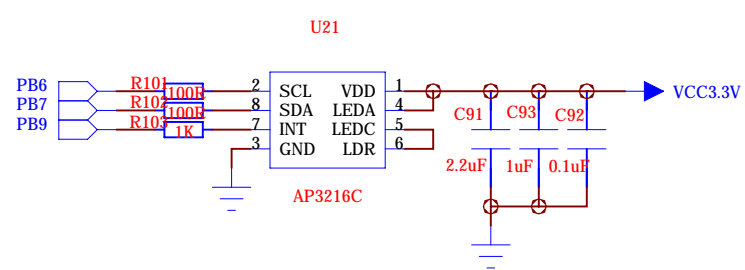 U21
PB6 R101 100R 2 SCL VDD 1 VCC3.3V
PB7 R102 100R 8 SDA LEDA 4
PB9 R103 1K 7 INT LEDC 5
3 GND LDR 6
C91 C93 C92
2.2uF 1uF 0.1uF
AP3216C